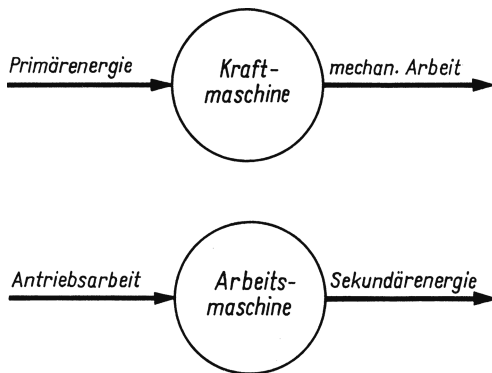 Primärenergie
Kraft-
maschine
mechan. Arbeit
Antriebsarbeit
Arbeits-
maschine
Sekundärenergie